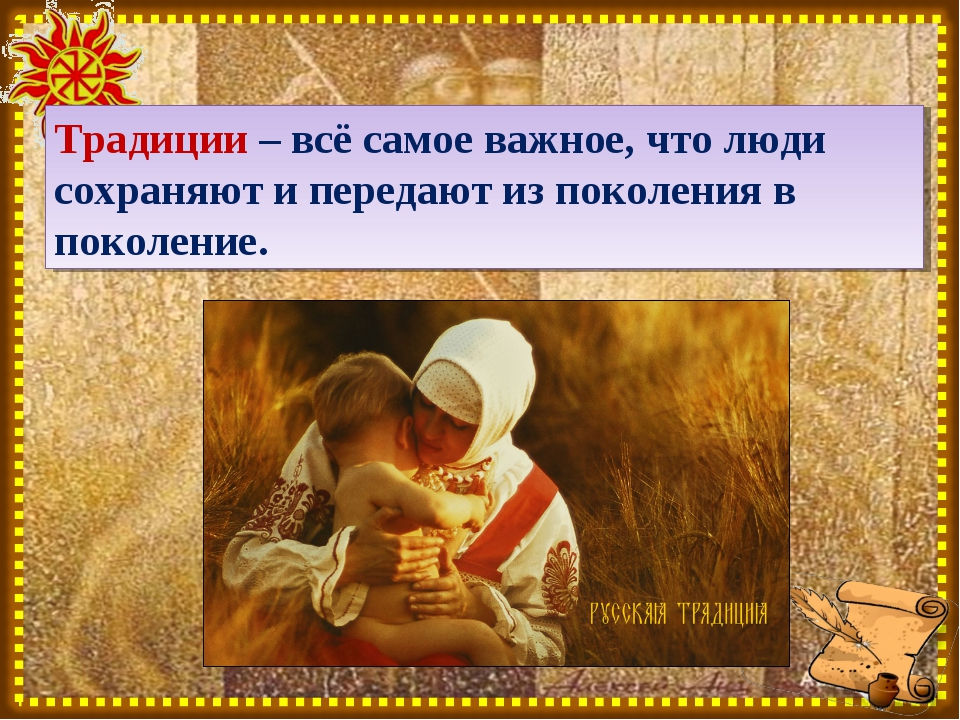 Традиции – всё самое важное, что люди
сохраняют и передают из поколения в
поколение.
РУССКАЯ ТРАДИЦИЯ